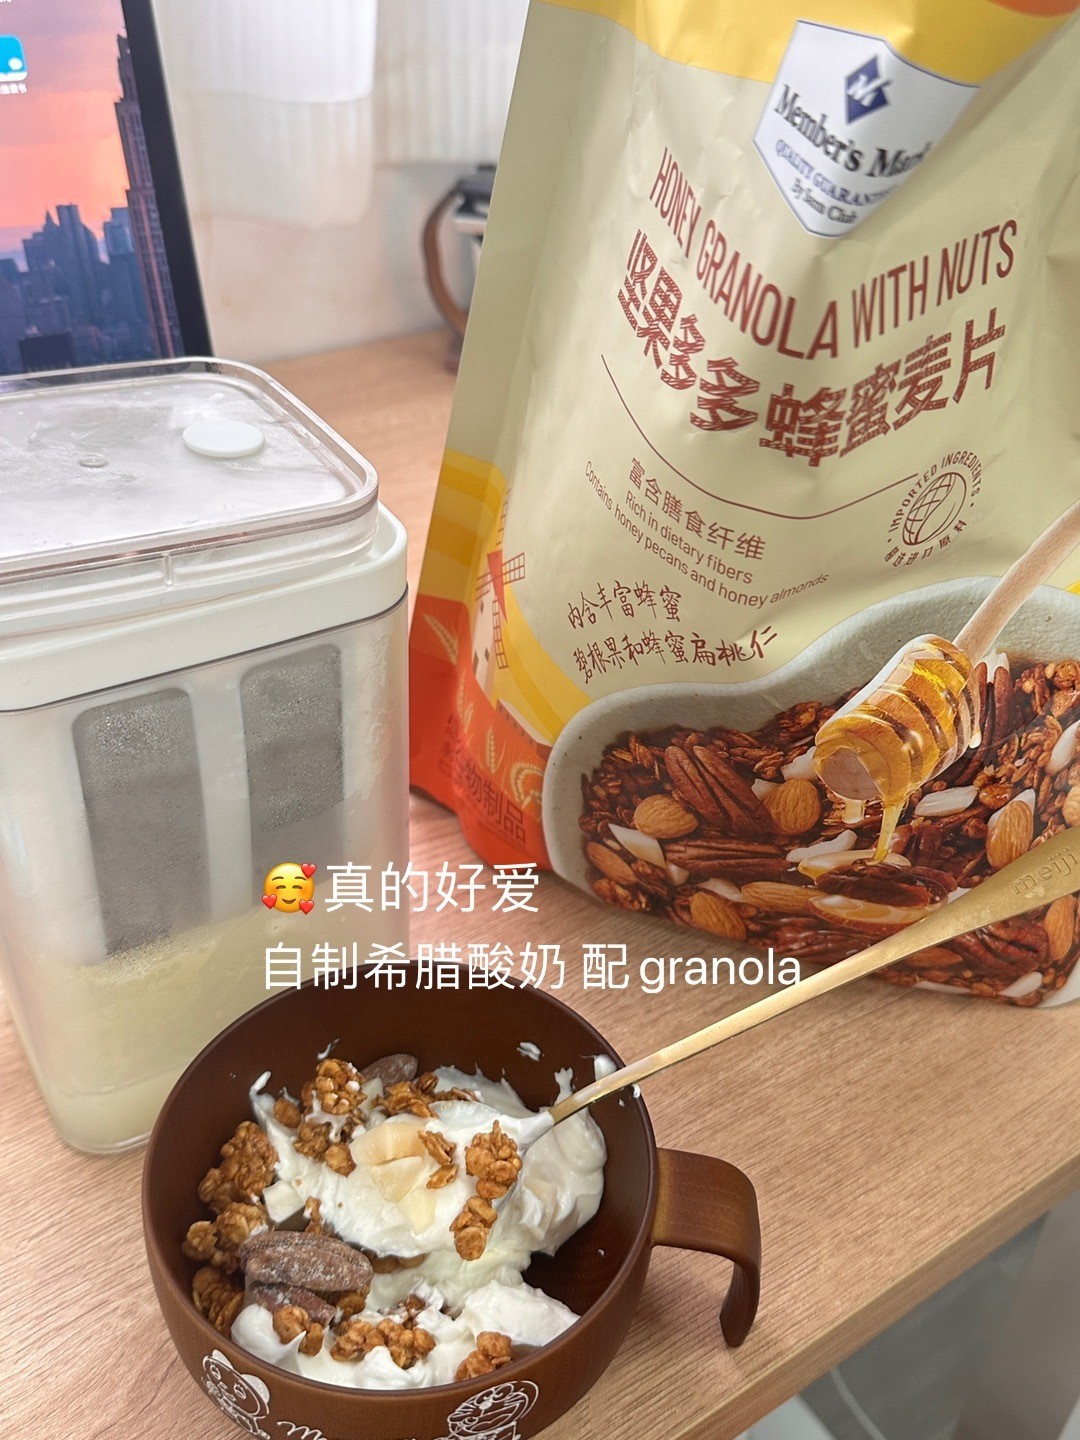 Member's Mark
QUALITY GUARANTEED
By Sam's Club
HONEY GRANOLA WITH NUTS
坚果多多蜂蜜麦片
富含膳食纤维
Rich in dietary fibers
Contains honey pecans and honey almonds
IMPORTED INGREDIENTS
内含丰富蜂蜜
碧根果和蜂蜜扁桃仁
物制品
meiji
🥰真的好爱
自制希腊酸奶 配 granola